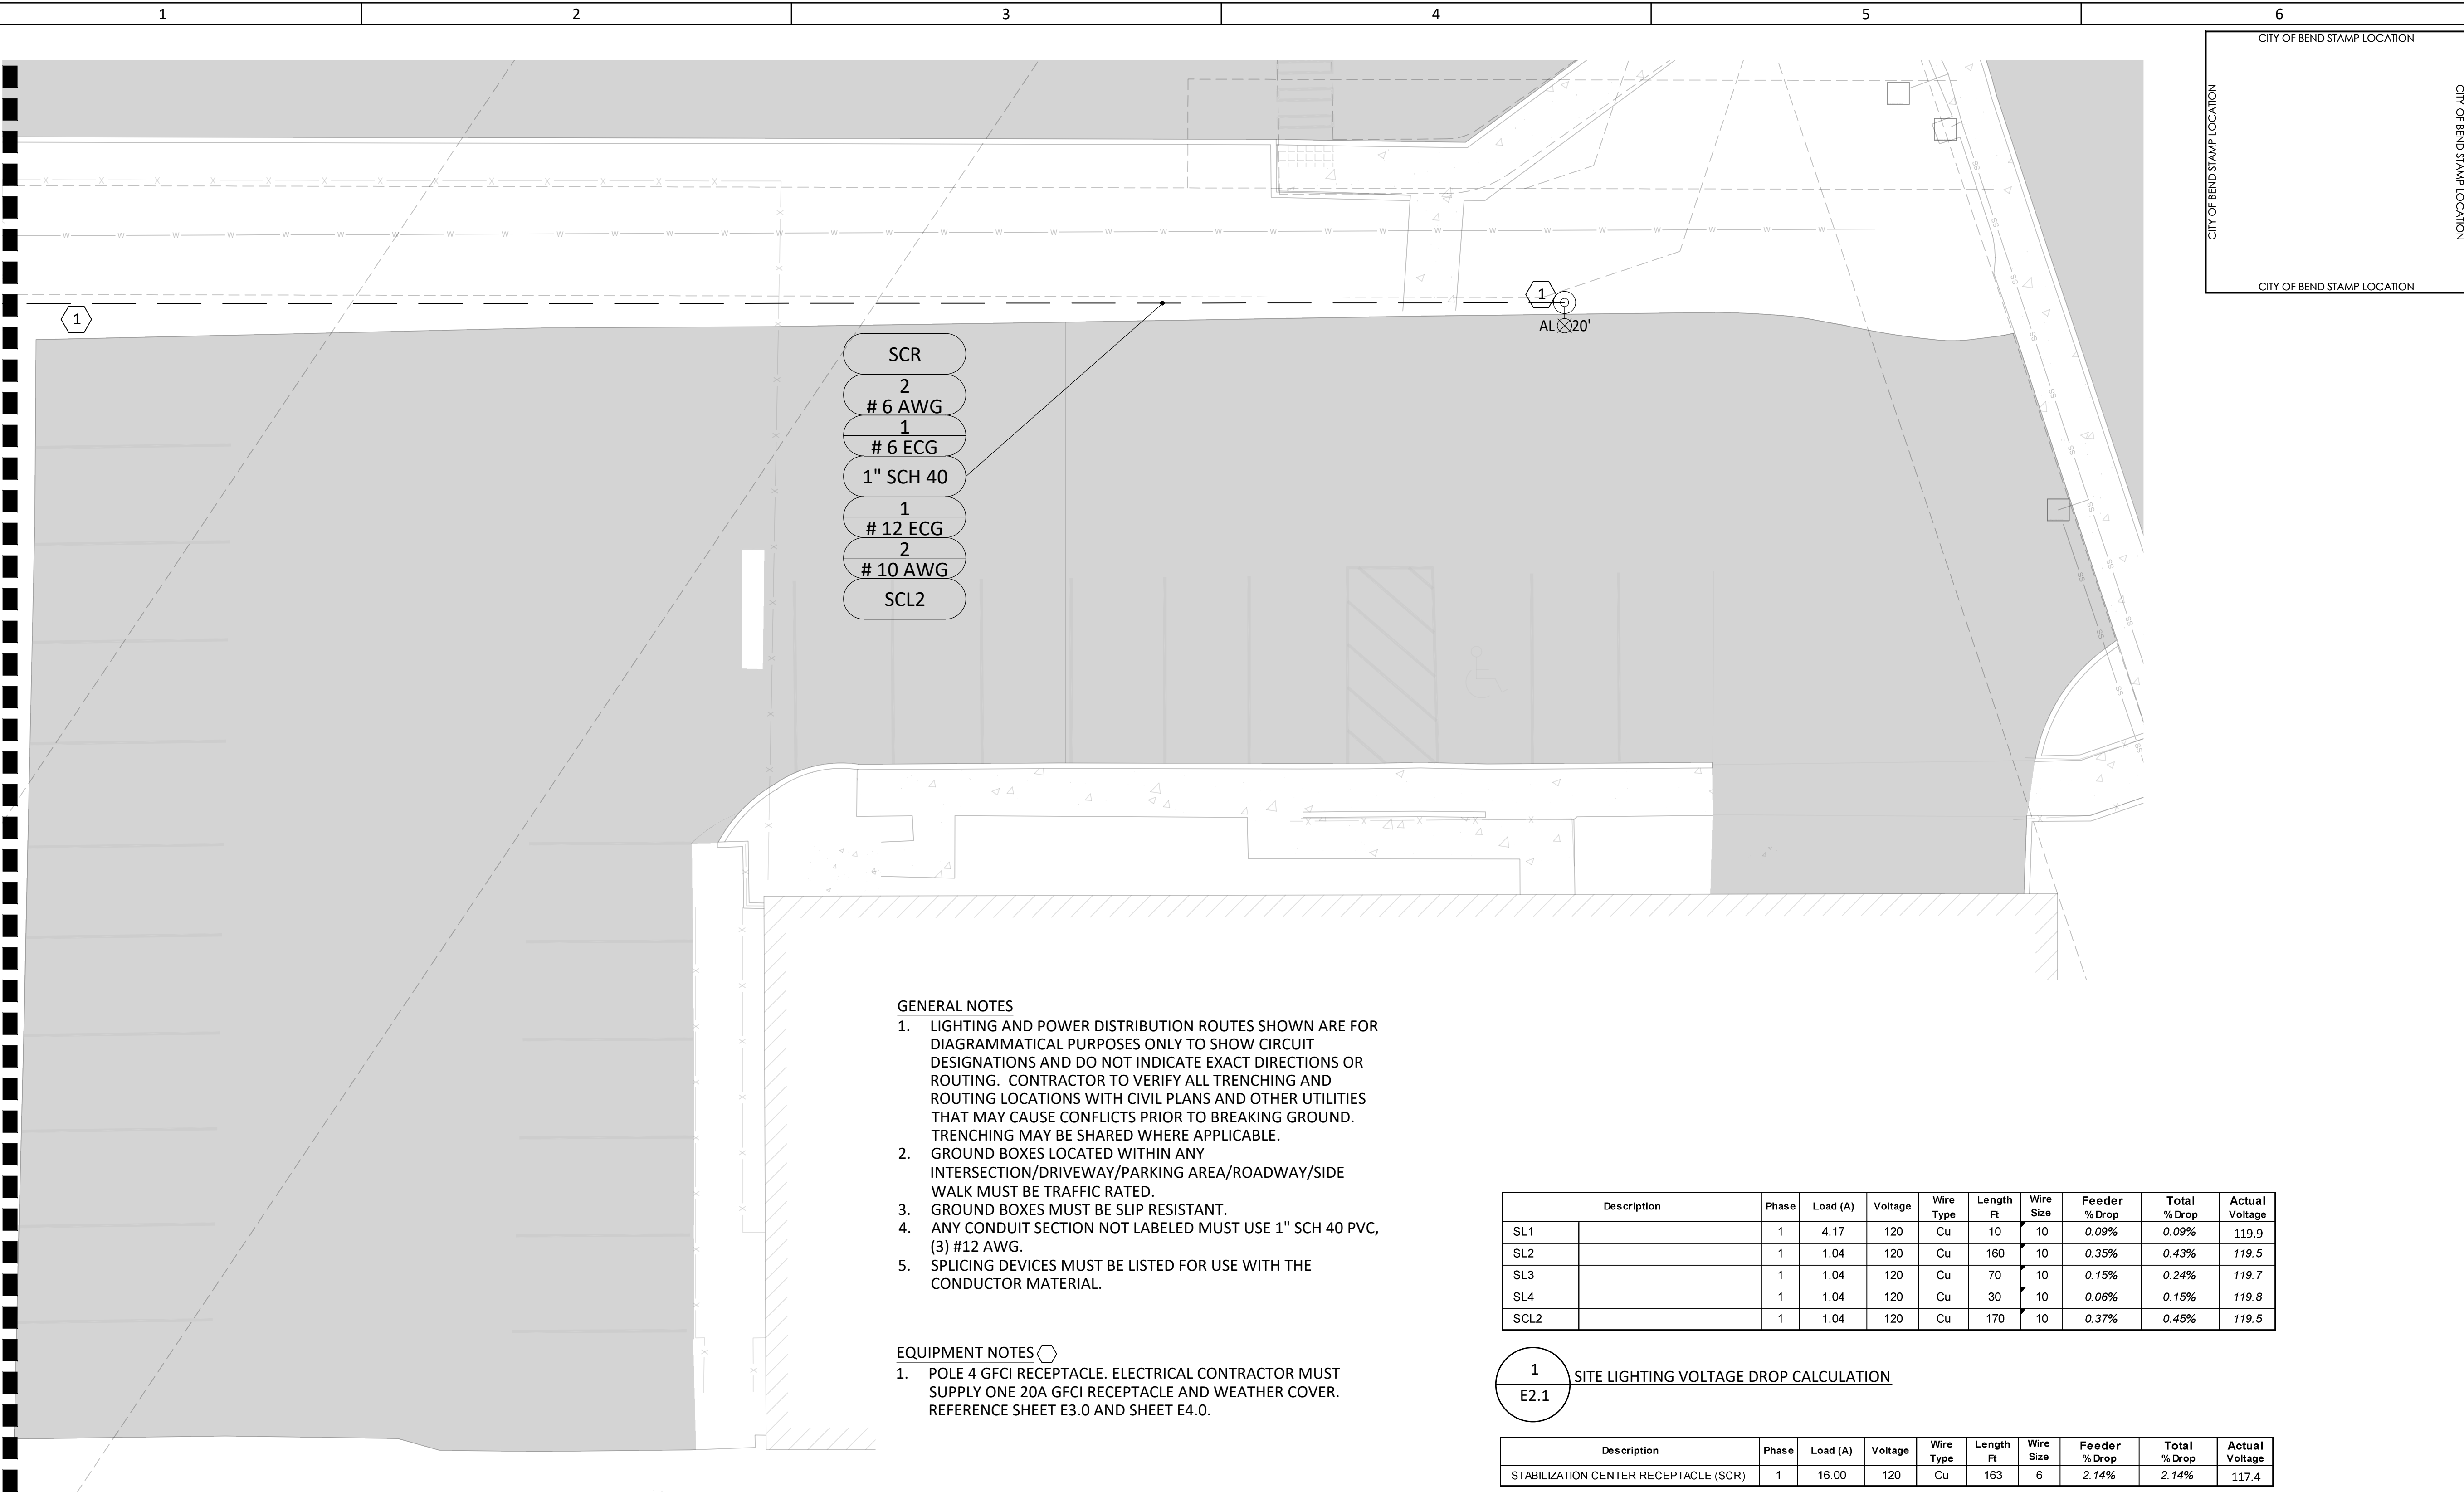 1 2 3 4 5 6
CITY OF BEND STAMP LOCATION
CITY OF BEND STAMP LOCATION
CITY OF BEND STAMP LOCATION
CITY OF BEND STAMP LOCATION
1
1
AL 20'
SCR
2
# 6 AWG
1
# 6 ECG
1" SCH 40
1
# 12 ECG
2
# 10 AWG
SCL2
GENERAL NOTES
1. LIGHTING AND POWER DISTRIBUTION ROUTES SHOWN ARE FOR
DIAGRAMMATICAL PURPOSES ONLY TO SHOW CIRCUIT
DESIGNATIONS AND DO NOT INDICATE EXACT DIRECTIONS OR
ROUTING. CONTRACTOR TO VERIFY ALL TRENCHING AND
ROUTING LOCATIONS WITH CIVIL PLANS AND OTHER UTILITIES
THAT MAY CAUSE CONFLICTS PRIOR TO BREAKING GROUND.
TRENCHING MAY BE SHARED WHERE APPLICABLE.
2. GROUND BOXES LOCATED WITHIN ANY
INTERSECTION/DRIVEWAY/PARKING AREA/ROADWAY/SIDE
WALK MUST BE TRAFFIC RATED.
3. GROUND BOXES MUST BE SLIP RESISTANT.
4. ANY CONDUIT SECTION NOT LABELED MUST USE 1" SCH 40 PVC,
(3) #12 AWG.
5. SPLICING DEVICES MUST BE LISTED FOR USE WITH THE
CONDUCTOR MATERIAL.
EQUIPMENT NOTES
1. POLE 4 GFCI RECEPTACLE. ELECTRICAL CONTRACTOR MUST
SUPPLY ONE 20A GFCI RECEPTACLE AND WEATHER COVER.
REFERENCE SHEET E3.0 AND SHEET E4.0.
Description Phase Load (A) Voltage Wire Type Length Ft Wire Size Feeder % Drop Total % Drop Actual Voltage
SL1 1 4.17 120 Cu 10 10 0.09% 0.09% 119.9
SL2 1 1.04 120 Cu 160 10 0.35% 0.43% 119.5
SL3 1 1.04 120 Cu 70 10 0.15% 0.24% 119.7
SL4 1 1.04 120 Cu 30 10 0.06% 0.15% 119.8
SCL2 1 1.04 120 Cu 170 10 0.37% 0.45% 119.5
1
E2.1
SITE LIGHTING VOLTAGE DROP CALCULATION
Description Phase Load (A) Voltage Wire Type Length Ft Wire Size Feeder % Drop Total % Drop Actual Voltage
STABILIZATION CENTER RECEPTACLE (SCR) 1 16.00 120 Cu 163 6 2.14% 2.14% 117.4